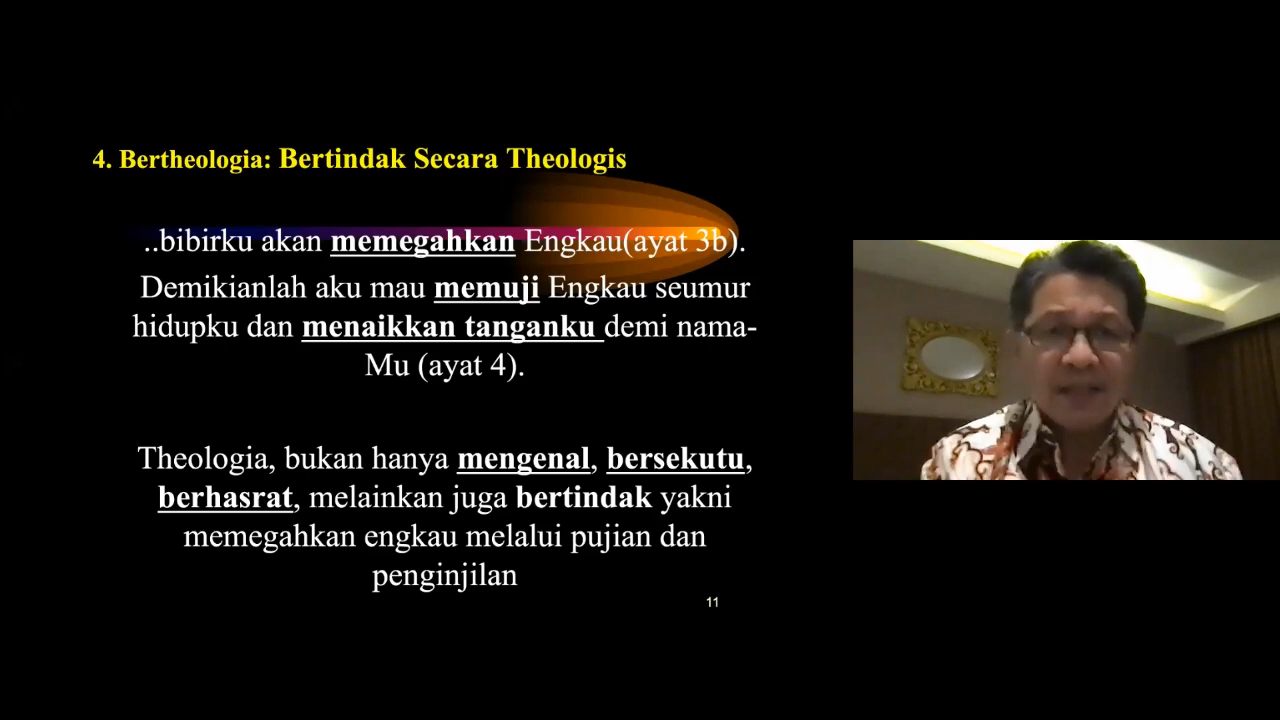 4. Bertheologia: Bertindak Secara Theologis
..bibirku akan memegahkan Engkau(ayat 3b).
Demikianlah aku mau memuji Engkau seumur
hidupku dan menaikkan tanganku demi nama-
Mu (ayat 4).
Theologia, bukan hanya mengenal, bersekutu,
berhasrat, melainkan juga bertindak yakni
memegahkan engkau melalui pujian dan
penginjilan
11